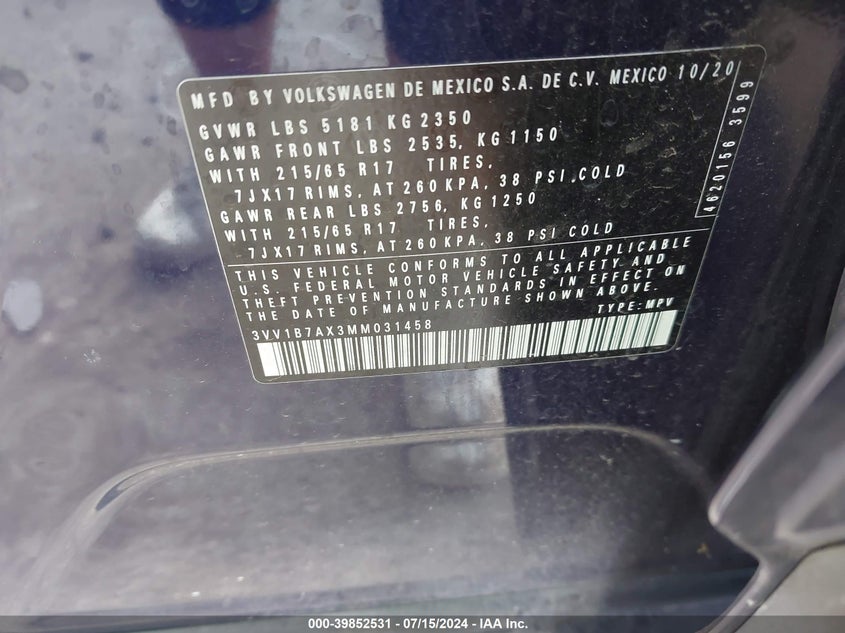 MFD BY VOLKSWAGEN DE MEXICO S.A. DE C.V. MEXICO 10/20
GVWR LBS 5181 KG 2350
GAWR FRONT LBS 2535, KG 1150
WITH 215/65 R17 TIRES,
7JX17 RIMS, AT 260 KPA, 38 PSI COLD
GAWR REAR LBS 2756, KG 1250
WITH 215/65 R17 TIRES,
7JX17 RIMS, AT 260 KPA, 38 PSI COLD
THIS VEHICLE CONFORMS TO ALL APPLICABLE
U.S. FEDERAL MOTOR VEHICLE SAFETY AND
THEFT PREVENTION STANDARDS IN EFFECT ON
THE DATE OF MANUFACTURE SHOWN ABOVE.
TYPE: MPV
3VV1B7AX3MM031458
4620156 3599
000-39852531 - 07/15/2024 - IAA Inc.